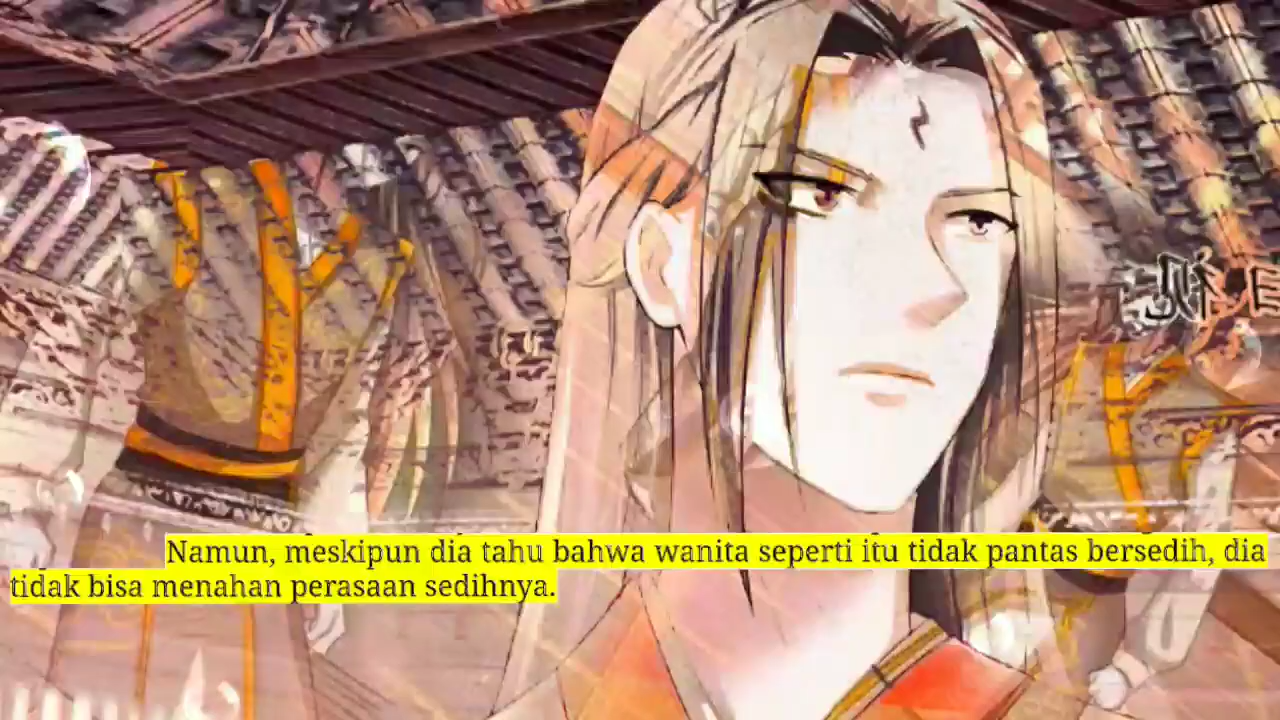 Namun, meskipun dia tahu bahwa wanita seperti itu tidak pantas bersedih, dia
tidak bisa menahan perasaan sedihnya.